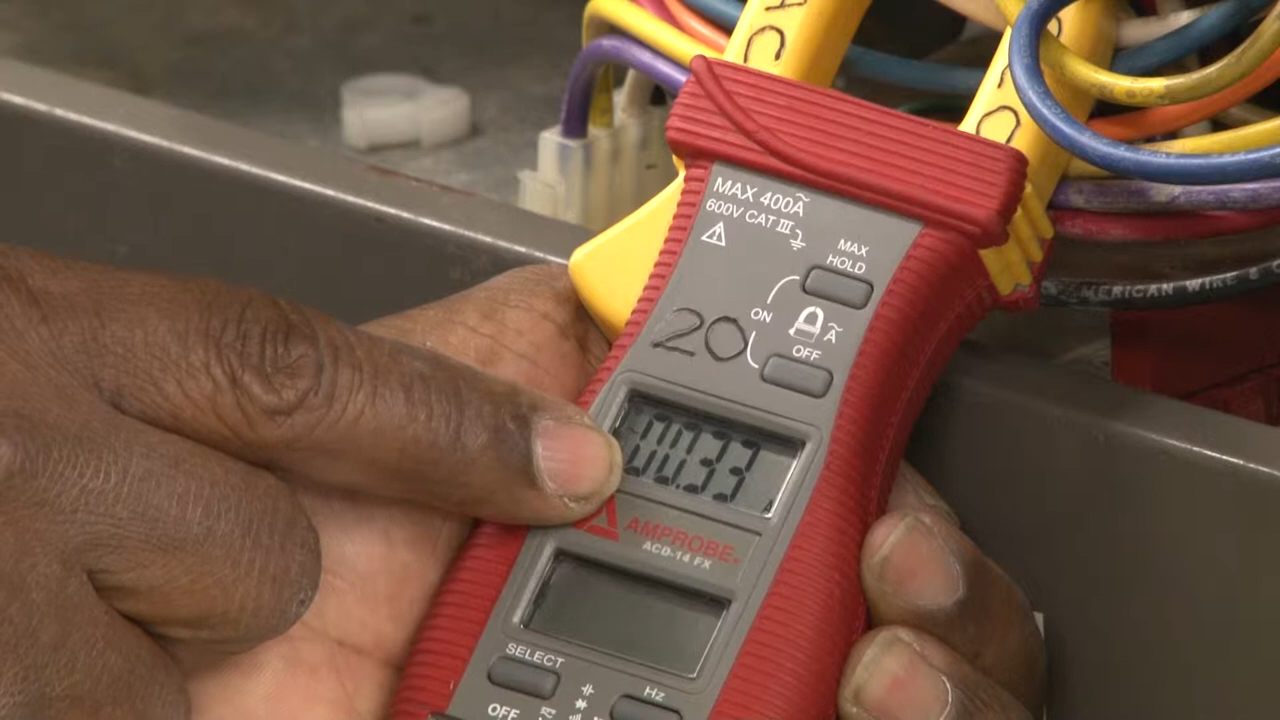 AC
C
MAX 400A
600V CAT III
MAX
HOLD
ON
A
OFF
20
00.33
A
AMPROBE
ACD-14 FX
SELECT
Hz
OFF
AMERICAN WIRE